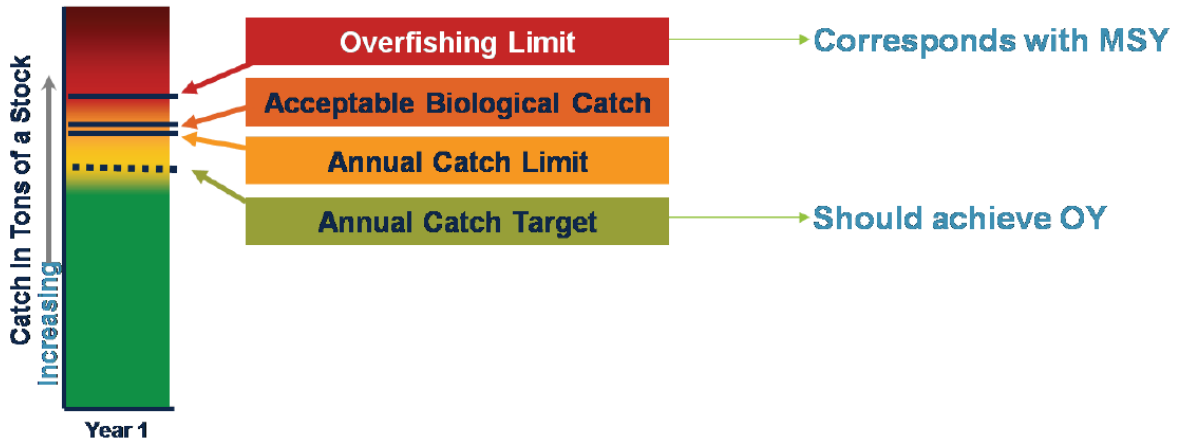 Overfishing Limit
Corresponds with MSY
Acceptable Biological Catch
Annual Catch Limit
Annual Catch Target
Should achieve OY
Catch In Tons of a Stock
Increasing
Year 1